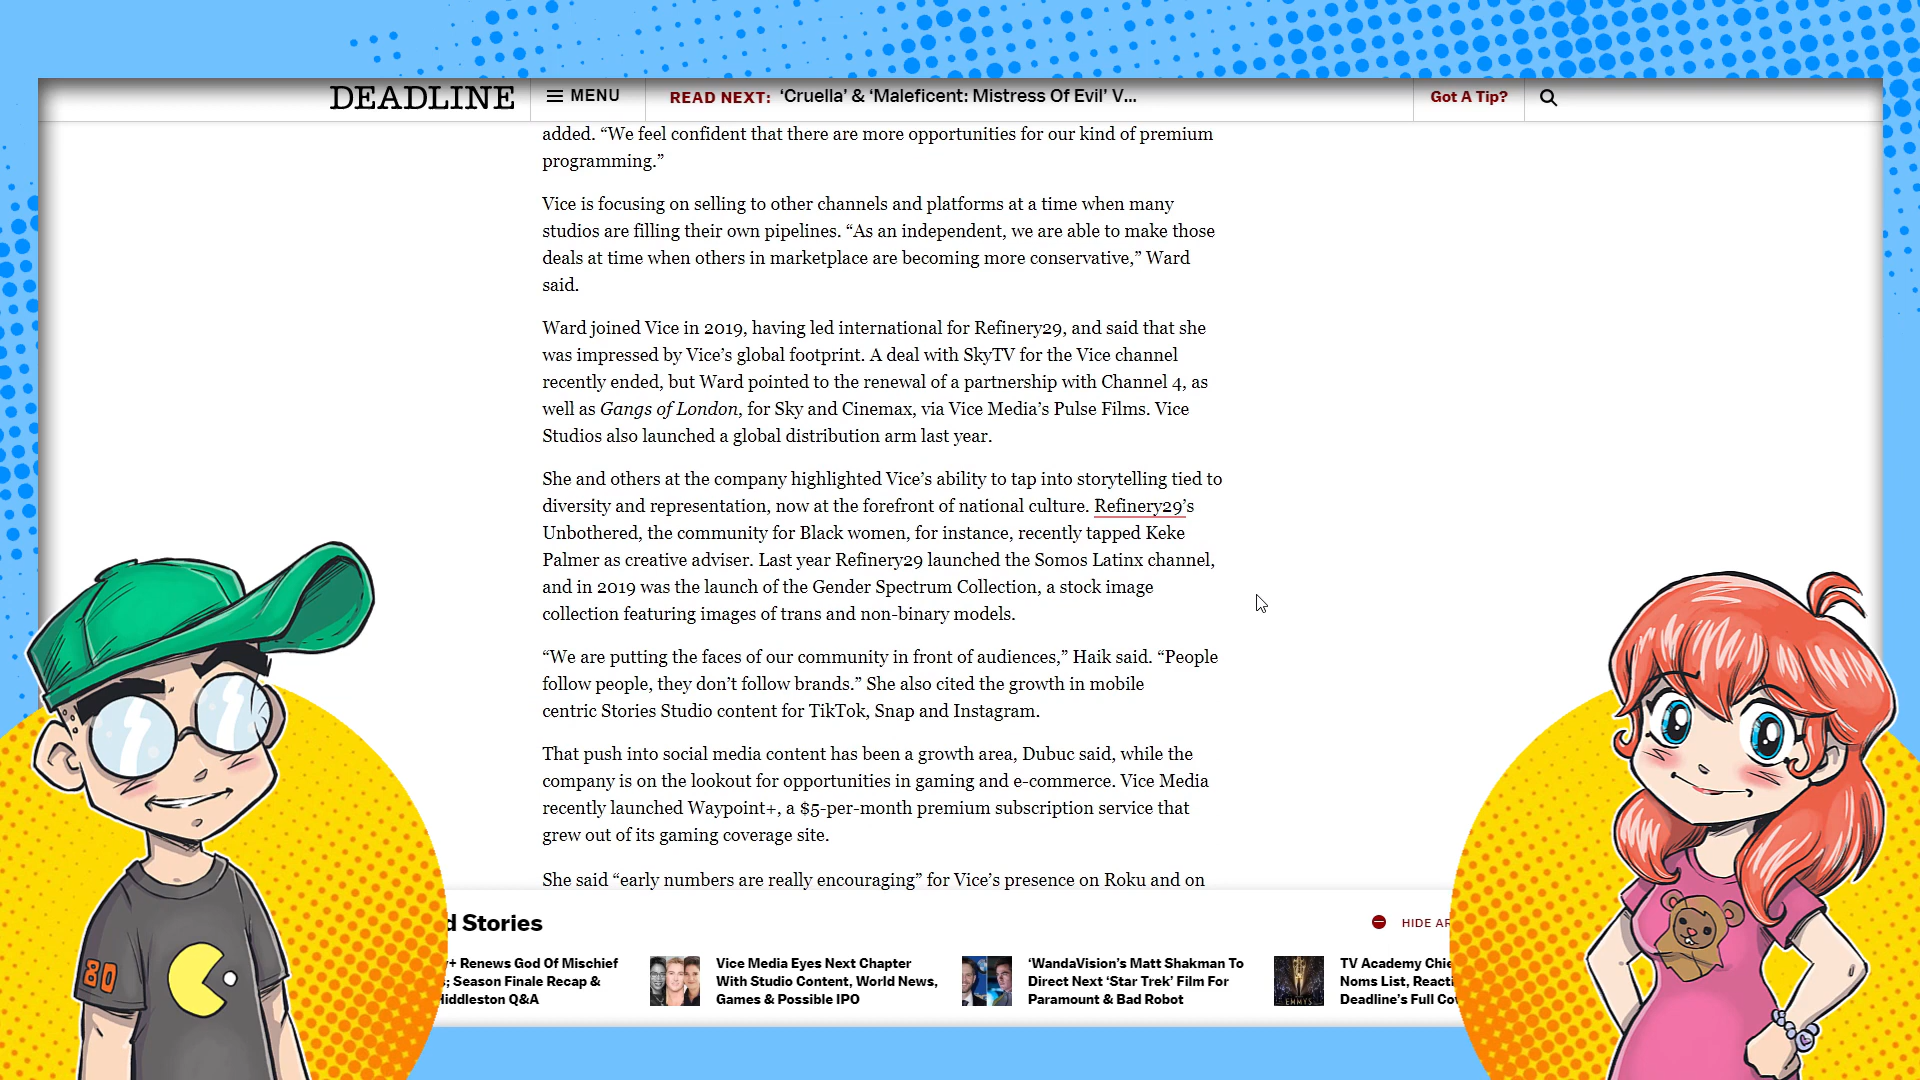 DEADLINE
MENU
READ NEXT: ‘Cruella’ & ‘Maleficent: Mistress Of Evil’ V...
Got A Tip?
added. “We feel confident that there are more opportunities for our kind of premium
programming.”
Vice is focusing on selling to other channels and platforms at a time when many
studios are filling their own pipelines. “As an independent, we are able to make those
deals at time when others in marketplace are becoming more conservative,” Ward
said.
Ward joined Vice in 2019, having led international for Refinery29, and said that she
was impressed by Vice’s global footprint. A deal with SkyTV for the Vice channel
recently ended, but Ward pointed to the renewal of a partnership with Channel 4, as
well as Gangs of London, for Sky and Cinemax, via Vice Media’s Pulse Films. Vice
Studios also launched a global distribution arm last year.
She and others at the company highlighted Vice’s ability to tap into storytelling tied to
diversity and representation, now at the forefront of national culture. Refinery29’s
Unbothered, the community for Black women, for instance, recently tapped Keke
Palmer as creative adviser. Last year Refinery29 launched the Somos Latinx channel,
and in 2019 was the launch of the Gender Spectrum Collection, a stock image
collection featuring images of trans and non-binary models.
“We are putting the faces of our community in front of audiences,” Haik said. “People
follow people, they don’t follow brands.” She also cited the growth in mobile
centric Stories Studio content for TikTok, Snap and Instagram.
That push into social media content has been a growth area, Dubuc said, while the
company is on the lookout for opportunities in gaming and e-commerce. Vice Media
recently launched Waypoint+, a $5-per-month premium subscription service that
grew out of its gaming coverage site.
She said “early numbers are really encouraging” for Vice’s presence on Roku and on
d Stories
HIDE AR
+ Renews God Of Mischief
; Season Finale Recap &
Hiddleston Q&A
Vice Media Eyes Next Chapter
With Studio Content, World News,
Games & Possible IPO
‘WandaVision’s Matt Shakman To
Direct Next ‘Star Trek’ Film For
Paramount & Bad Robot
EMMYS
TV Academy Chie
Noms List, Reacti
Deadline’s Full Co
80